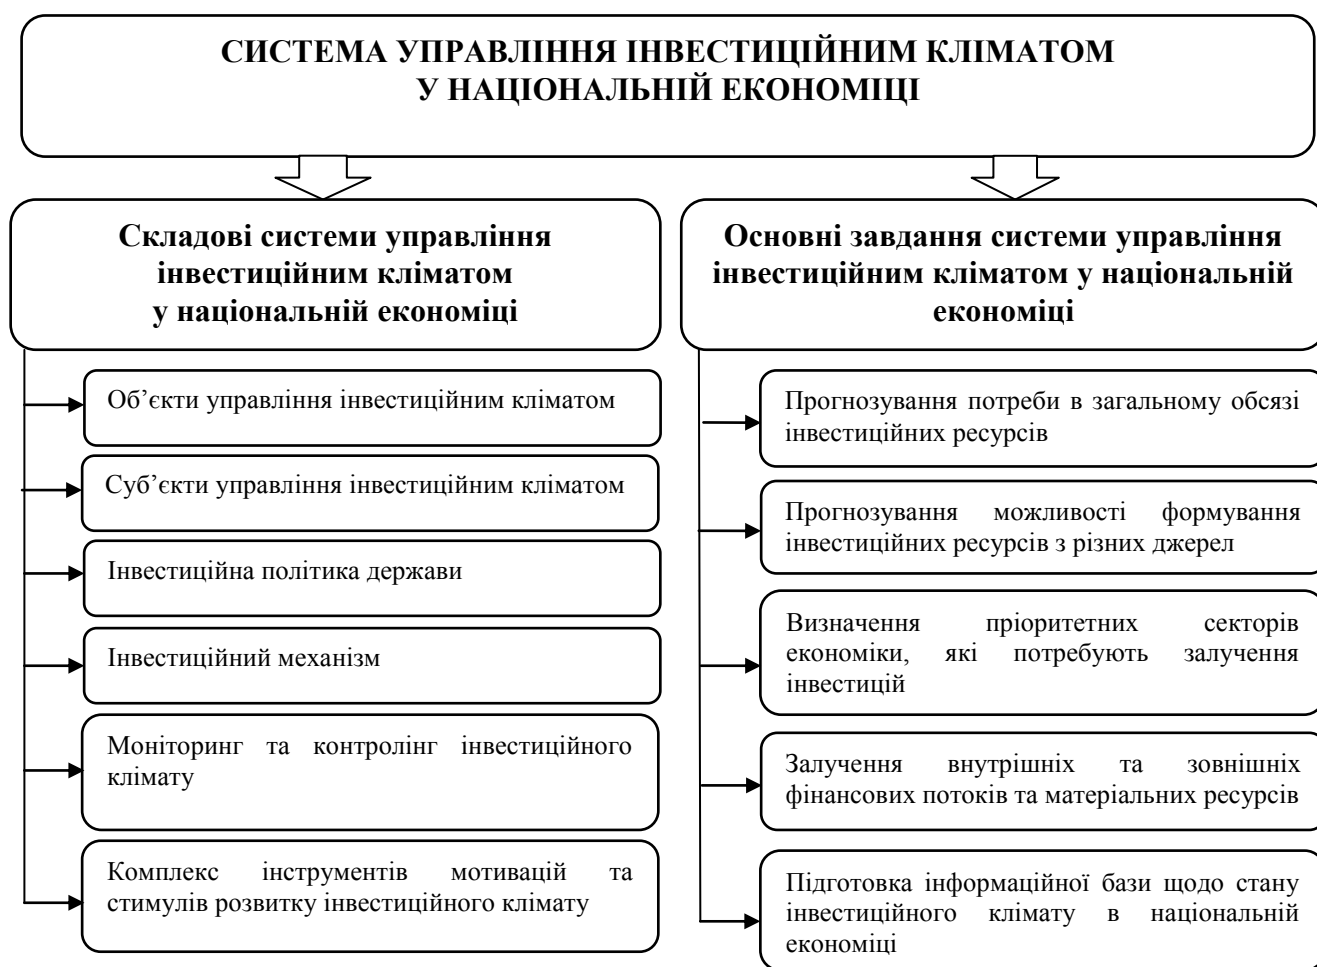 СИСТЕМА УПРАВЛІННЯ ІНВЕСТИЦІЙНИМ КЛІМАТОМ
У НАЦІОНАЛЬНІЙ ЕКОНОМІЦІ
Складові системи управління
інвестиційним кліматом
у національній економіці
Об’єкти управління інвестиційним кліматом
Суб’єкти управління інвестиційним кліматом
Інвестиційна політика держави
Інвестиційний механізм
Моніторинг та контролінг інвестиційного
клімату
Комплекс інструментів мотивацій та
стимулів розвитку інвестиційного клімату
Основні завдання системи управління
інвестиційним кліматом у національній
економіці
Прогнозування потреби в загальному обсязі
інвестиційних ресурсів
Прогнозування можливості формування
інвестиційних ресурсів з різних джерел
Визначення пріоритетних секторів
економіки, які потребують залучення
інвестицій
Залучення внутрішніх та зовнішніх
фінансових потоків та матеріальних ресурсів
Підготовка інформаційної бази щодо стану
інвестиційного клімату в національній
економіці